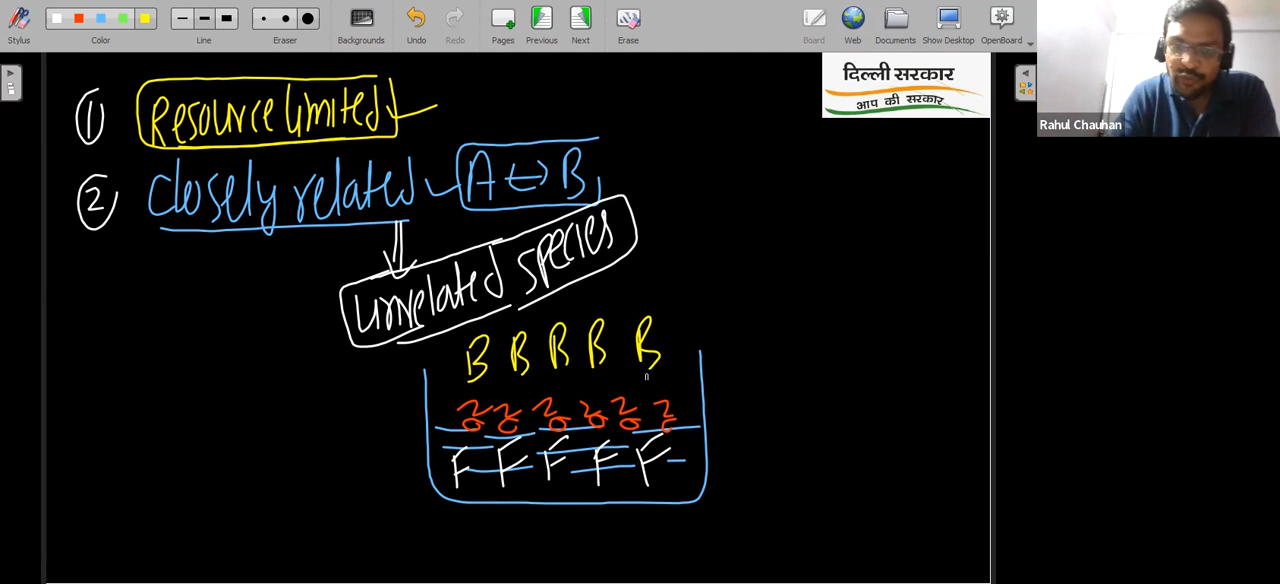 Stylus
Color
Line
Eraser
Backgrounds
Undo
Redo
Pages
Previous
Next
Erase
Board
Web
Documents
Show Desktop
OpenBoard
दिल्ली सरकार
आप की सरकार
Rahul Chauhan
① Resource limited
② Closely related A ↔ B
unrelated species
B B B B B
F F F F F